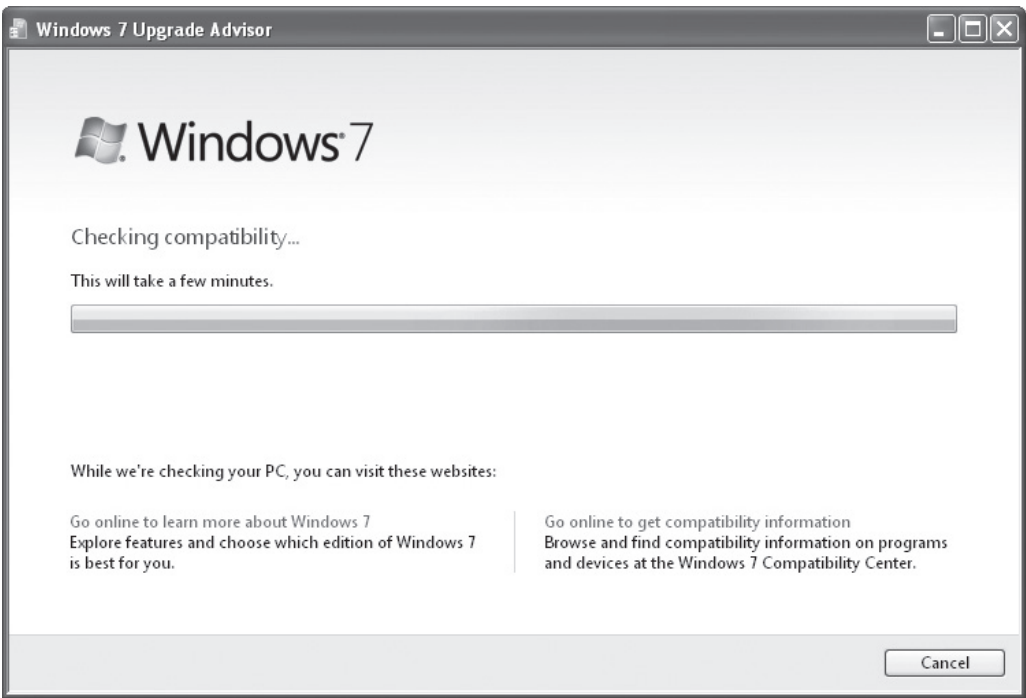 Windows 7 Upgrade Advisor
Windows 7
Checking compatibility...
This will take a few minutes.
While we're checking your PC, you can visit these websites:
Go online to learn more about Windows 7
Explore features and choose which edition of Windows 7
is best for you.
Go online to get compatibility information
Browse and find compatibility information on programs
and devices at the Windows 7 Compatibility Center.
Cancel